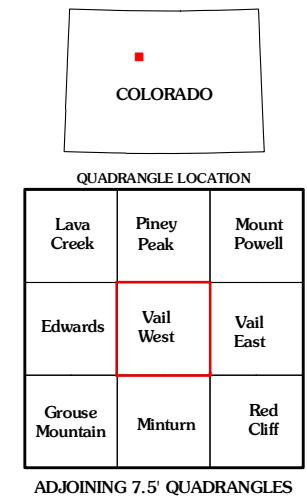 COLORADO
QUADRANGLE LOCATION
Lava
Creek
Piney
Peak
Mount
Powell
Edwards
Vail
West
Vail
East
Grouse
Mountain
Minturn
Red
Cliff
ADJOINING 7.5' QUADRANGLES